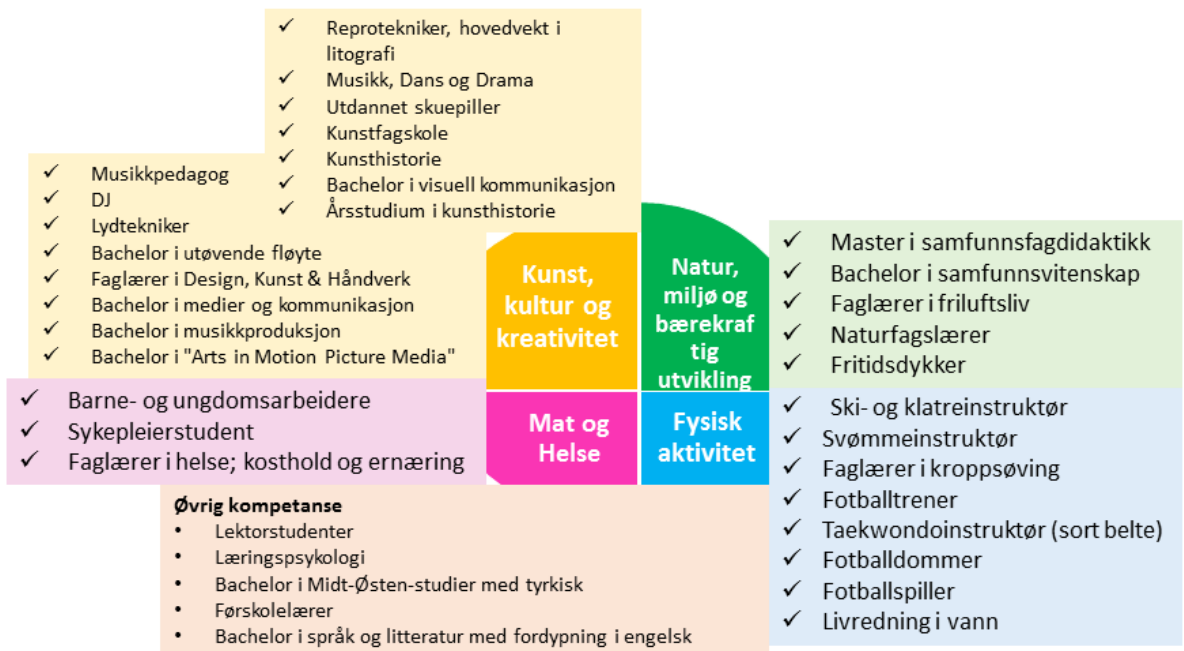 Reprotekniker, hovedvekt i
litografi
Musikk, Dans og Drama
Utdannet skuepiller
Kunstfagskole
Kunsthistorie
Bachelor i visuell kommunikasjon
Årsstudium i kunsthistorie
Musikkpedagog
DJ
Lydtekniker
Bachelor i utøvende fløyte
Faglærer i Design, Kunst & Håndverk
Bachelor i medier og kommunikasjon
Bachelor i musikkproduksjon
Bachelor i "Arts in Motion Picture Media"
Kunst,
kultur og
kreativitet
Natur,
miljø og
bærekraf
tig
utvikling
Master i samfunnsfagdidaktikk
Bachelor i samfunnsvitenskap
Faglærer i friluftsliv
Naturfagslærer
Fritidsdykker
Barne- og ungdomsarbeidere
Sykepleierstudent
Faglærer i helse; kosthold og ernæring
Mat og
Helse
Fysisk
aktivitet
Ski- og klatreinstruktør
Svømmeinstruktør
Faglærer i kroppsøving
Fotballtrener
Taekwondoinstruktør (sort belte)
Fotballdommer
Fotballspiller
Livredning i vann
Øvrig kompetanse
• Lektorstudenter
• Læringspsykologi
• Bachelor i Midt-Østen-studier med tyrkisk
• Førskolelærer
• Bachelor i språk og litteratur med fordypning i engelsk